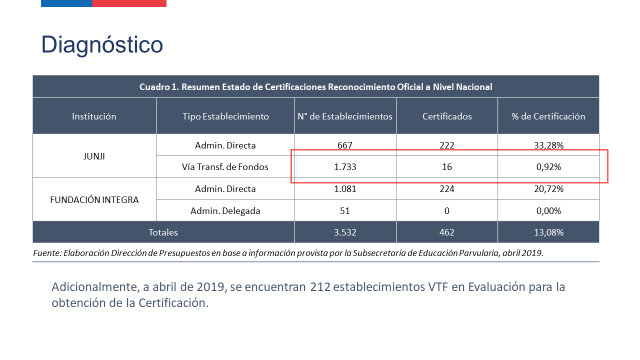 Diagnóstico
Cuadro 1. Resumen Estado de Certificaciones Reconocimiento Oficial a Nivel Nacional
Institución Tipo Establecimiento N° de Establecimientos Certificados % de Certificación
JUNJI Admin. Directa 667 222 33,28%
Vía Transf. de Fondos 1.733 16 0,92%
FUNDACIÓN INTEGRA Admin. Directa 1.081 224 20,72%
Admin. Delegada 51 0 0,00%
Totales 3.532 462 13,08%
Fuente: Elaboración Dirección de Presupuestos en base a información provista por la Subsecretaría de Educación Parvularia, abril 2019.
Adicionalmente, a abril de 2019, se encuentran 212 establecimientos VTF en Evaluación para la
obtención de la Certificación.